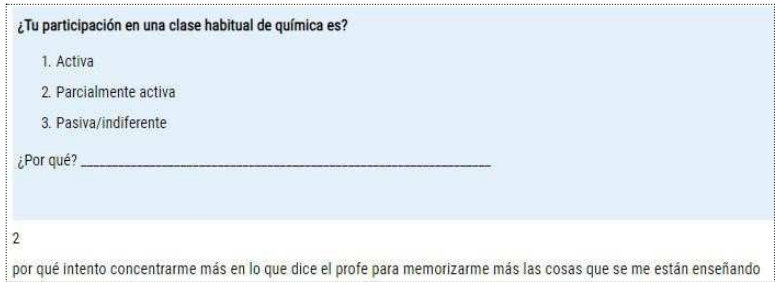 ¿Tu participación en una clase habitual de química es?
1. Activa
2. Parcialmente activa
3. Pasiva/indiferente
¿Por qué? ____________________________________________________________
2
por qué intento concentrarme más en lo que dice el profe para memorizarme más las cosas que se me están enseñando